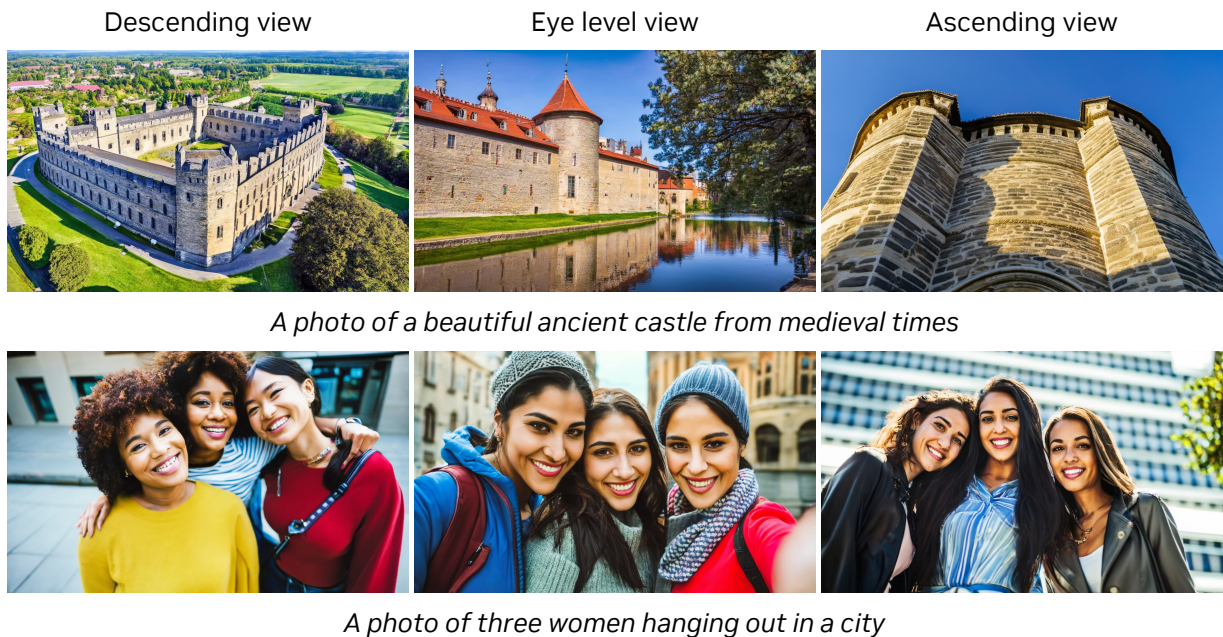 Descending view
Eye level view
Ascending view
A photo of a beautiful ancient castle from medieval times
A photo of three women hanging out in a city